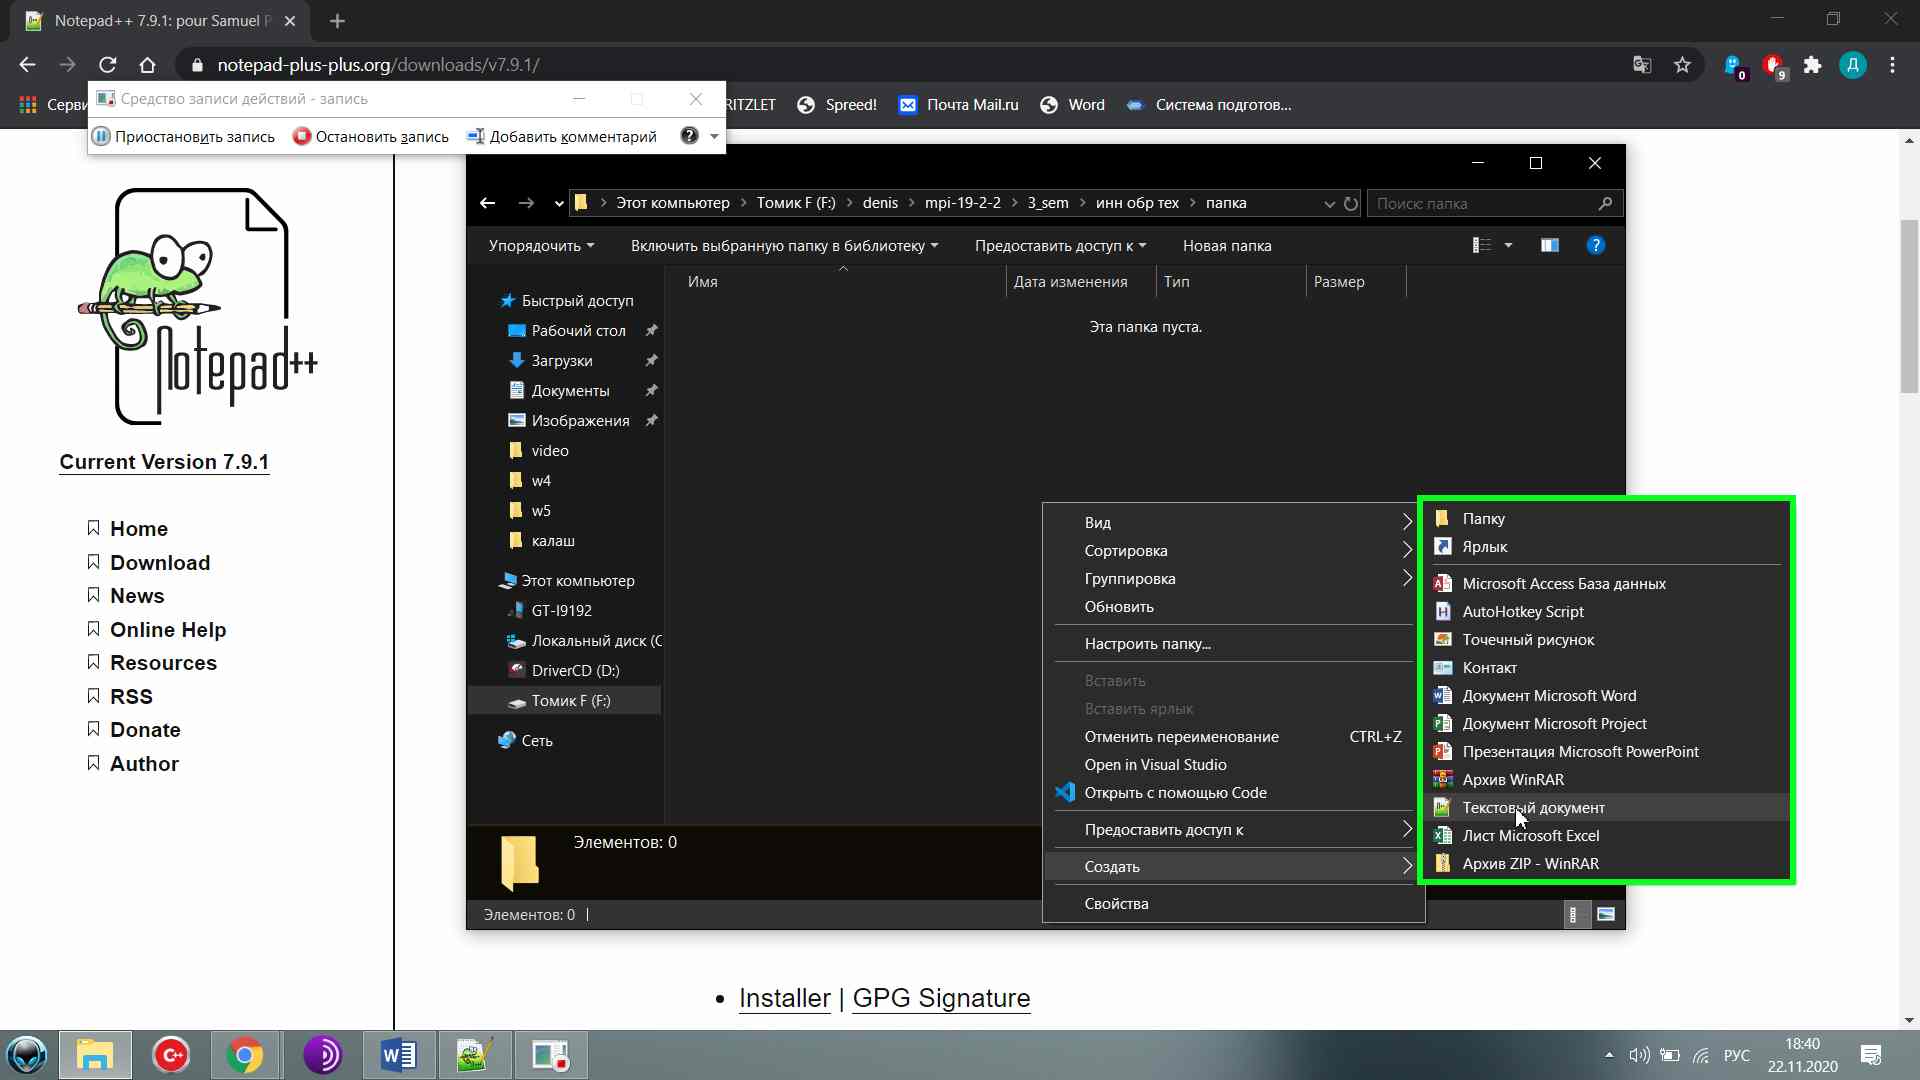 Notepad++ 7.9.1: pour Samuel P
notepad-plus-plus.org/downloads/v7.9.1/
0
9
Д
Серви
RITZLET
Spreed!
Почта Mail.ru
Word
Система подготов...
Средство записи действий - запись
Приостановить запись
Остановить запись
Добавить комментарий
Notepad++
Current Version 7.9.1
Home
Download
News
Online Help
Resources
RSS
Donate
Author
Этот компьютер
Томик F (F:)
denis
mpi-19-2-2
3_sem
инн обр тех
папка
Поиск: папка
Упорядочить
Включить выбранную папку в библиотеку
Предоставить доступ к
Новая папка
Имя
Дата изменения
Тип
Размер
Эта папка пуста.
Быстрый доступ
Рабочий стол
Загрузки
Документы
Изображения
video
w4
w5
калаш
Этот компьютер
GT-I9192
Локальный диск (C
DriverCD (D:)
Томик F (F:)
Сеть
Элементов: 0
Элементов: 0
Вид
Сортировка
Группировка
Обновить
Настроить папку...
Вставить
Вставить ярлык
Отменить переименование CTRL+Z
Open in Visual Studio
Открыть с помощью Code
Предоставить доступ к
Создать
Свойства
Папку
Ярлык
Microsoft Access База данных
AutoHotkey Script
Точечный рисунок
Контакт
Документ Microsoft Word
Документ Microsoft Project
Презентация Microsoft PowerPoint
Архив WinRAR
Текстовый документ
Лист Microsoft Excel
Архив ZIP - WinRAR
Installer | GPG Signature
РУС
18:40
22.11.2020